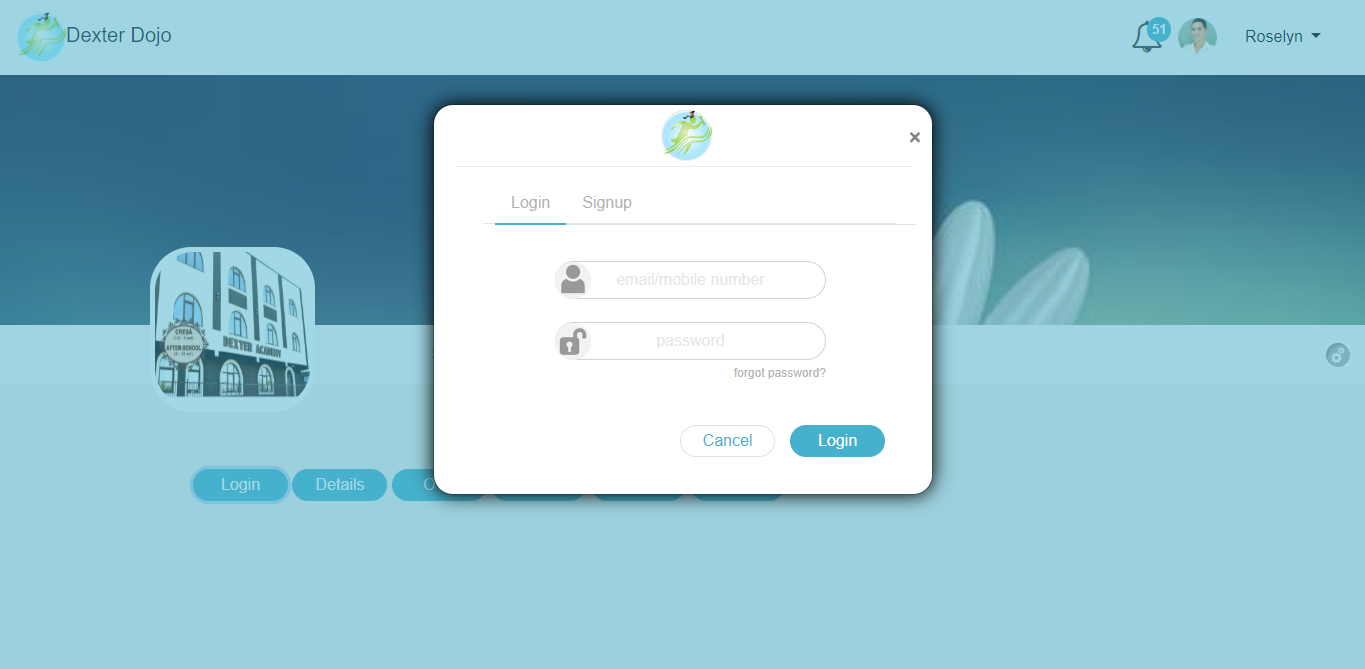 Dexter Dojo
51
Roselyn
×
Login Signup
email/mobile number
password
forgot password?
Cancel Login
CRESA
AFTER-SCHOOL
DEXTER ACADEMY
Login Details O